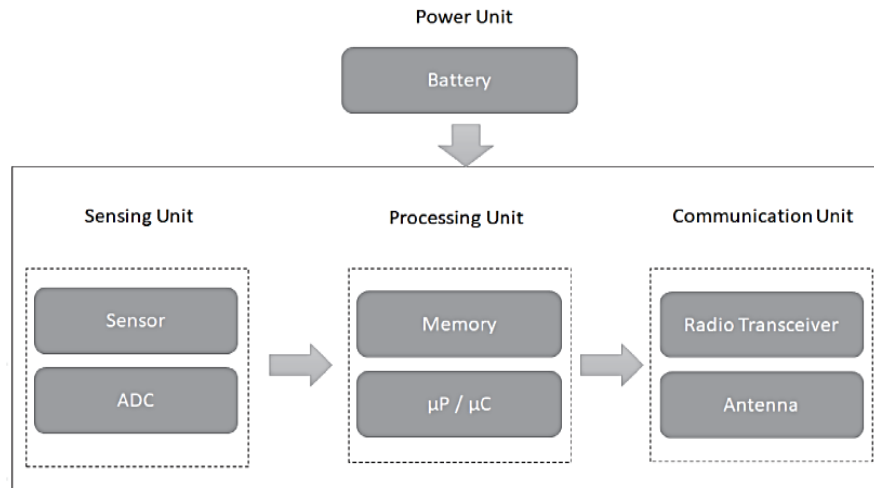 Power Unit
Battery
Sensing Unit
Processing Unit
Communication Unit
Sensor
Memory
Radio Transceiver
ADC
µP / µC
Antenna